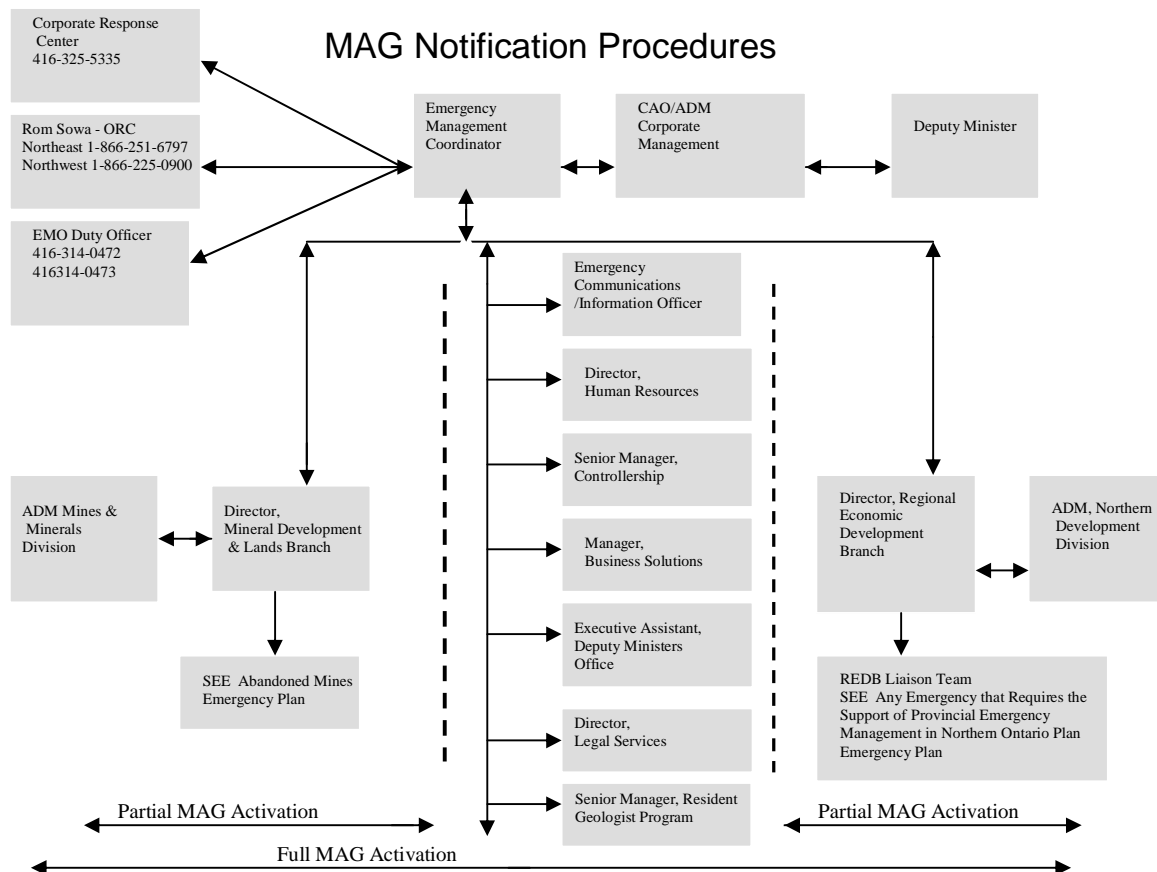 MAG Notification Procedures
Corporate Response
Center
416-325-5335
Rom Sowa - ORC
Northeast 1-866-251-6797
Northwest 1-866-225-0900
EMO Duty Officer
416-314-0472
416314-0473
Emergency
Management
Coordinator
CAO/ADM
Corporate
Management
Deputy Minister
Emergency
Communications
/Information Officer
Director,
Human Resources
Senior Manager,
Controllership
Manager,
Business Solutions
Executive Assistant,
Deputy Ministers
Office
Director,
Legal Services
Senior Manager, Resident
Geologist Program
ADM Mines &
Minerals
Division
Director,
Mineral Development
& Lands Branch
SEE Abandoned Mines
Emergency Plan
Director, Regional
Economic
Development
Branch
ADM, Northern
Development
Division
REDB Liaison Team
SEE Any Emergency that Requires the
Support of Provincial Emergency
Management in Northern Ontario Plan
Emergency Plan
Partial MAG Activation
Partial MAG Activation
Full MAG Activation